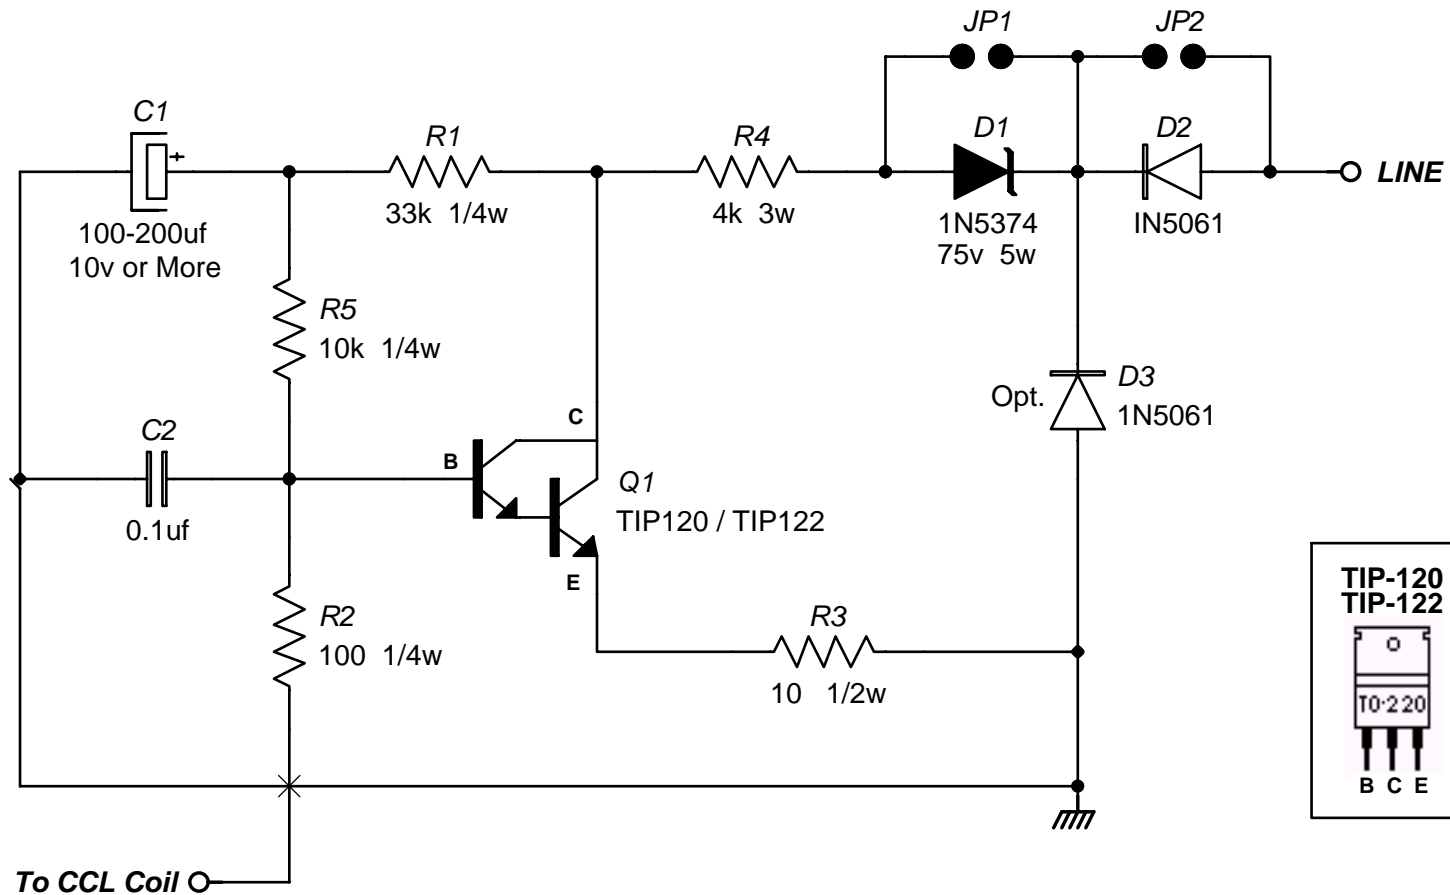 JP1
JP2
C1
+
100-200uf
10v or More
R1
33k 1/4w
R4
4k 3w
D1
1N5374
75v 5w
D2
IN5061
LINE
R5
10k 1/4w
Opt.
D3
1N5061
C2
0.1uf
B
C
E
Q1
TIP120 / TIP122
R2
100 1/4w
R3
10 1/2w
TIP-120
TIP-122
TO-220
B C E
To CCL Coil